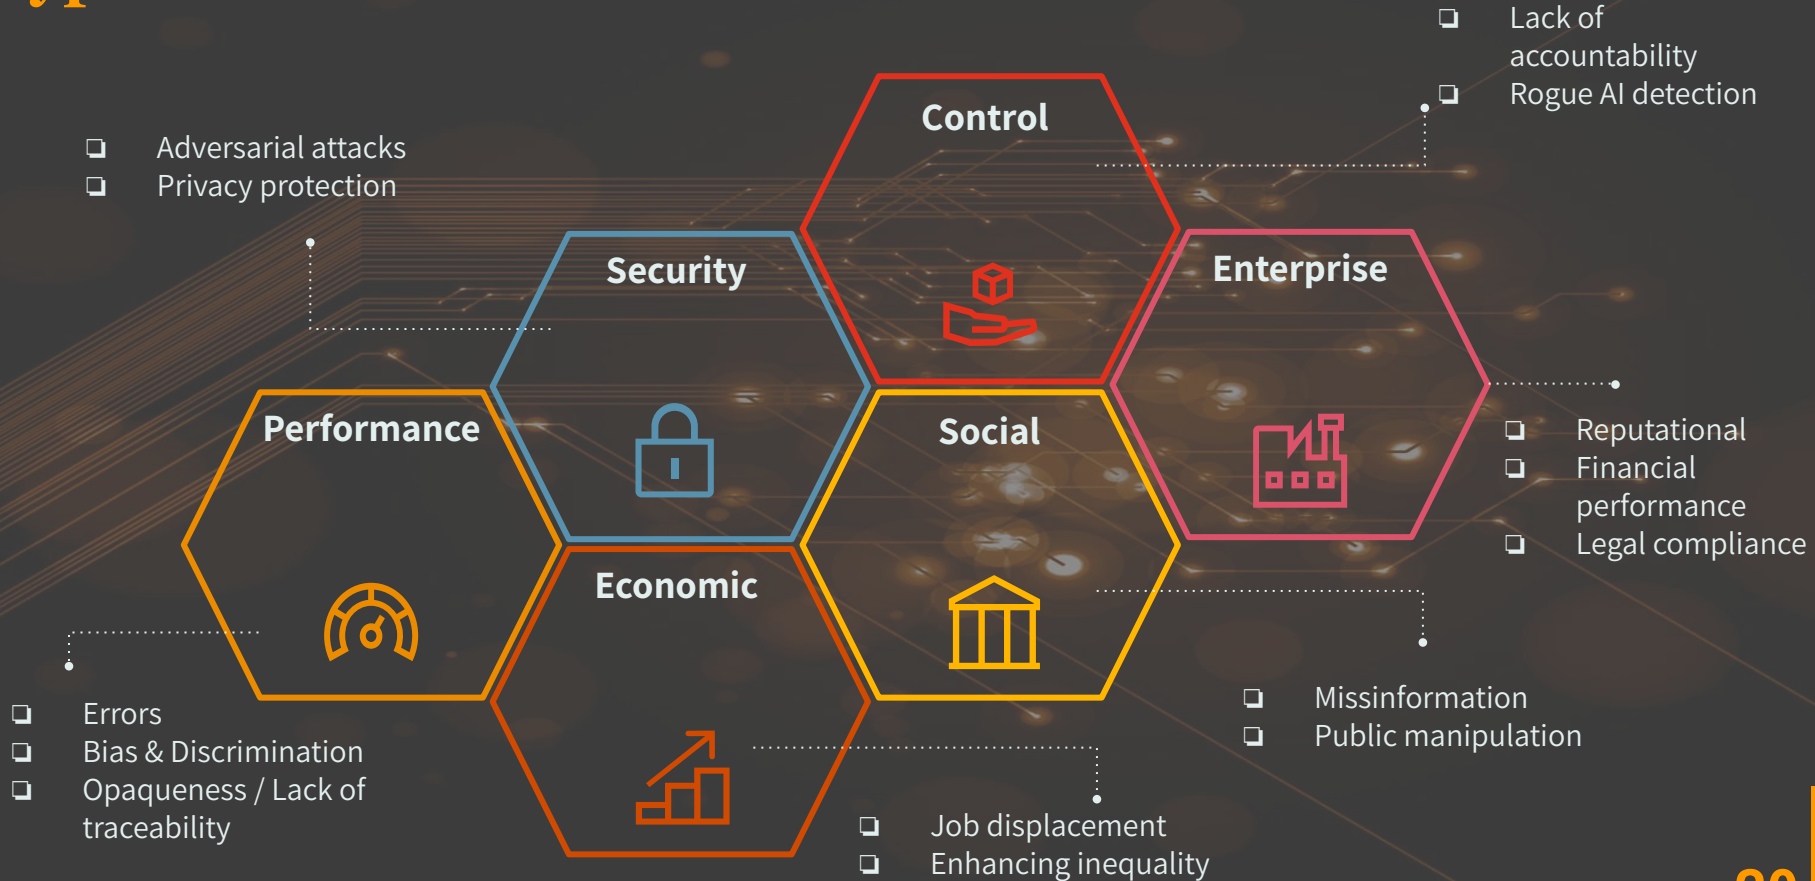 Lack of
accountability
Rogue AI detection
Control
Adversarial attacks
Privacy protection
Security
Enterprise
Performance
Social
Reputational
Financial
performance
Legal compliance
Economic
Errors
Bias & Discrimination
Opaqueness / Lack of
traceability
Missinformation
Public manipulation
Job displacement
Enhancing inequality